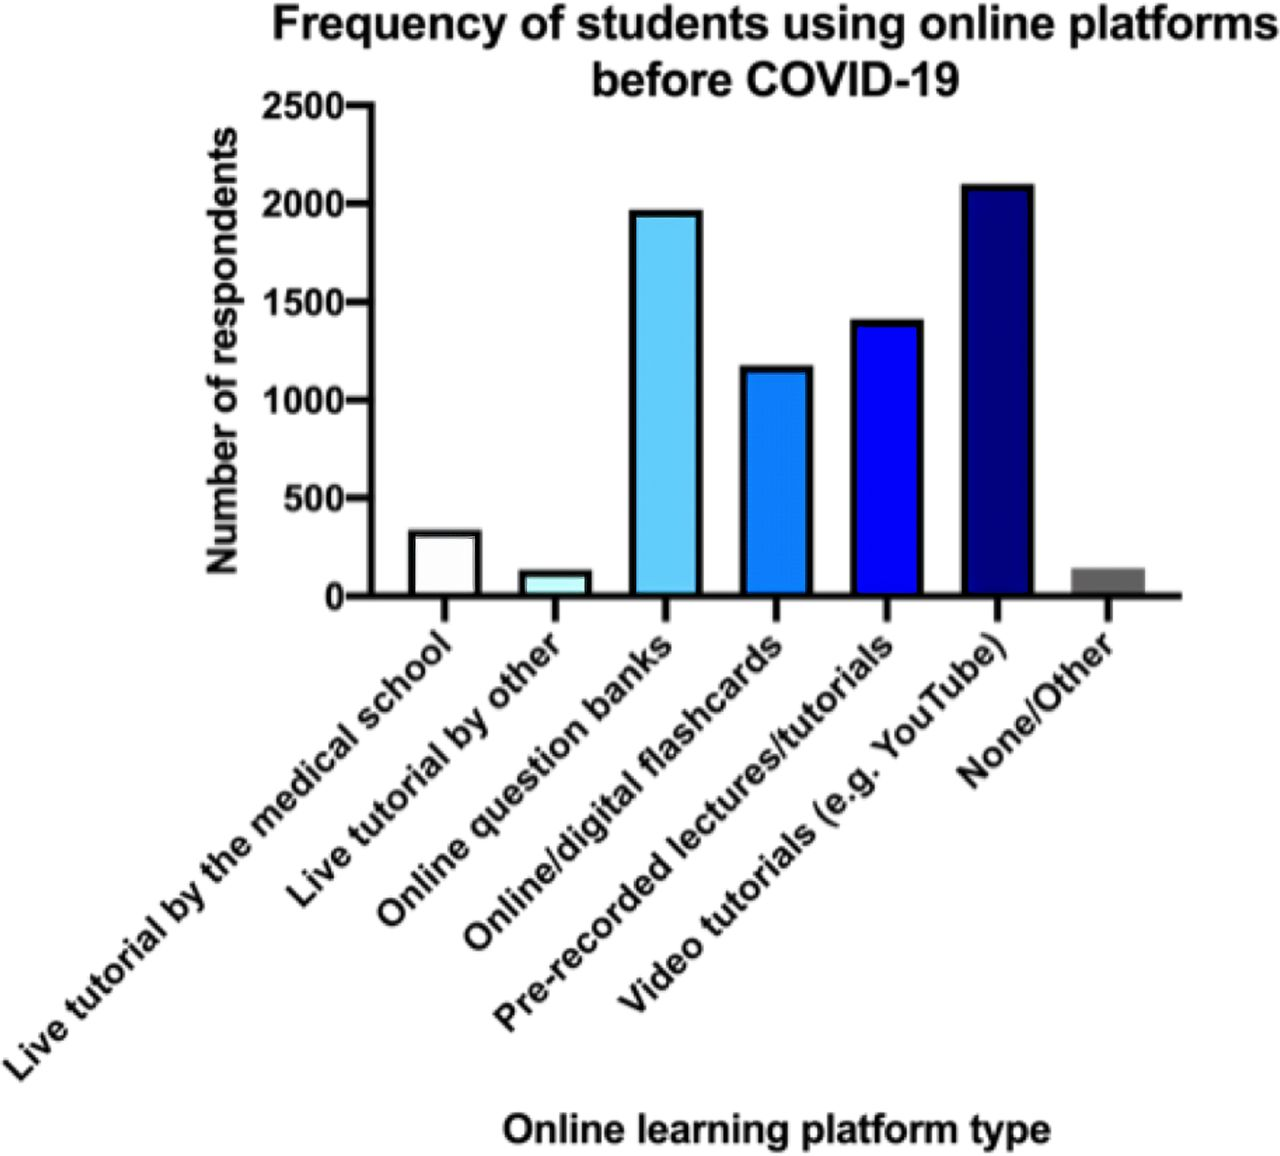 Frequency of students using online platforms
before COVID-19
Number of respondents
2500
2000
1500
1000
500
0
Live tutorial by the medical school
Live tutorial by other
Online question banks
Online/digital flashcards
Pre-recorded lectures/tutorials
Video tutorials (e.g. YouTube)
None/Other
Online learning platform type